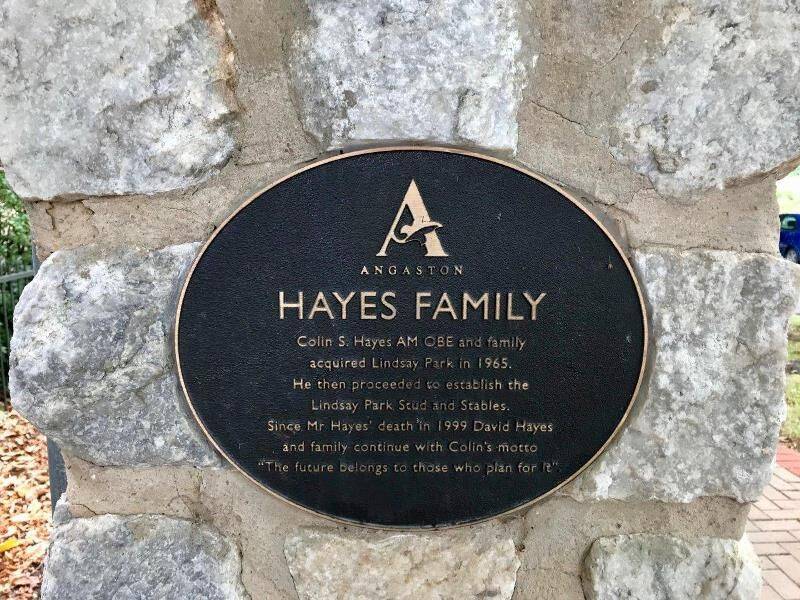 A
ANGASTON
HAYES FAMILY
Colin S. Hayes AM OBE and family
acquired Lindsay Park in 1965.
He then proceeded to establish the
Lindsay Park Stud and Stables.
Since Mr Hayes' death in 1999 David Hayes
and family continue with Colin's motto
"The future belongs to those who plan for it".